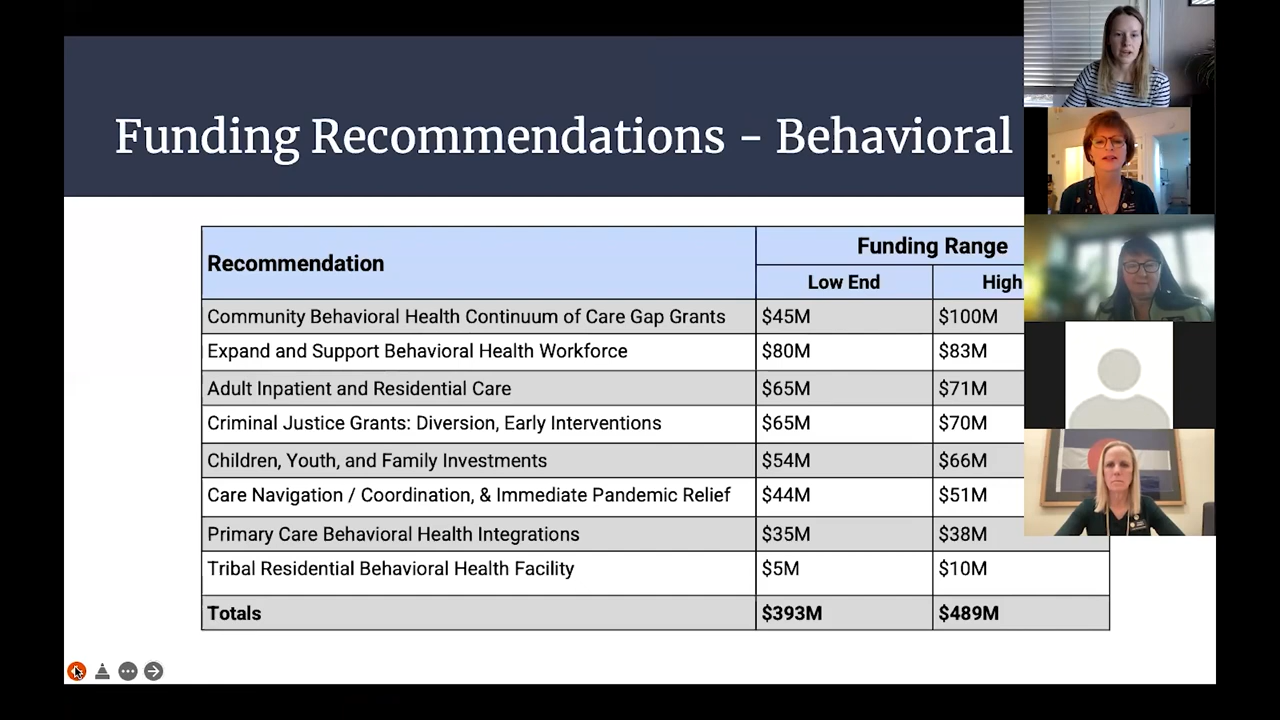 Funding Recommendations - Behavioral
Recommendation
Funding Range
Low End
High
Community Behavioral Health Continuum of Care Gap Grants $45M $100M
Expand and Support Behavioral Health Workforce $80M $83M
Adult Inpatient and Residential Care $65M $71M
Criminal Justice Grants: Diversion, Early Interventions $65M $70M
Children, Youth, and Family Investments $54M $66M
Care Navigation / Coordination, & Immediate Pandemic Relief $44M $51M
Primary Care Behavioral Health Integrations $35M $38M
Tribal Residential Behavioral Health Facility $5M $10M
Totals $393M $489M